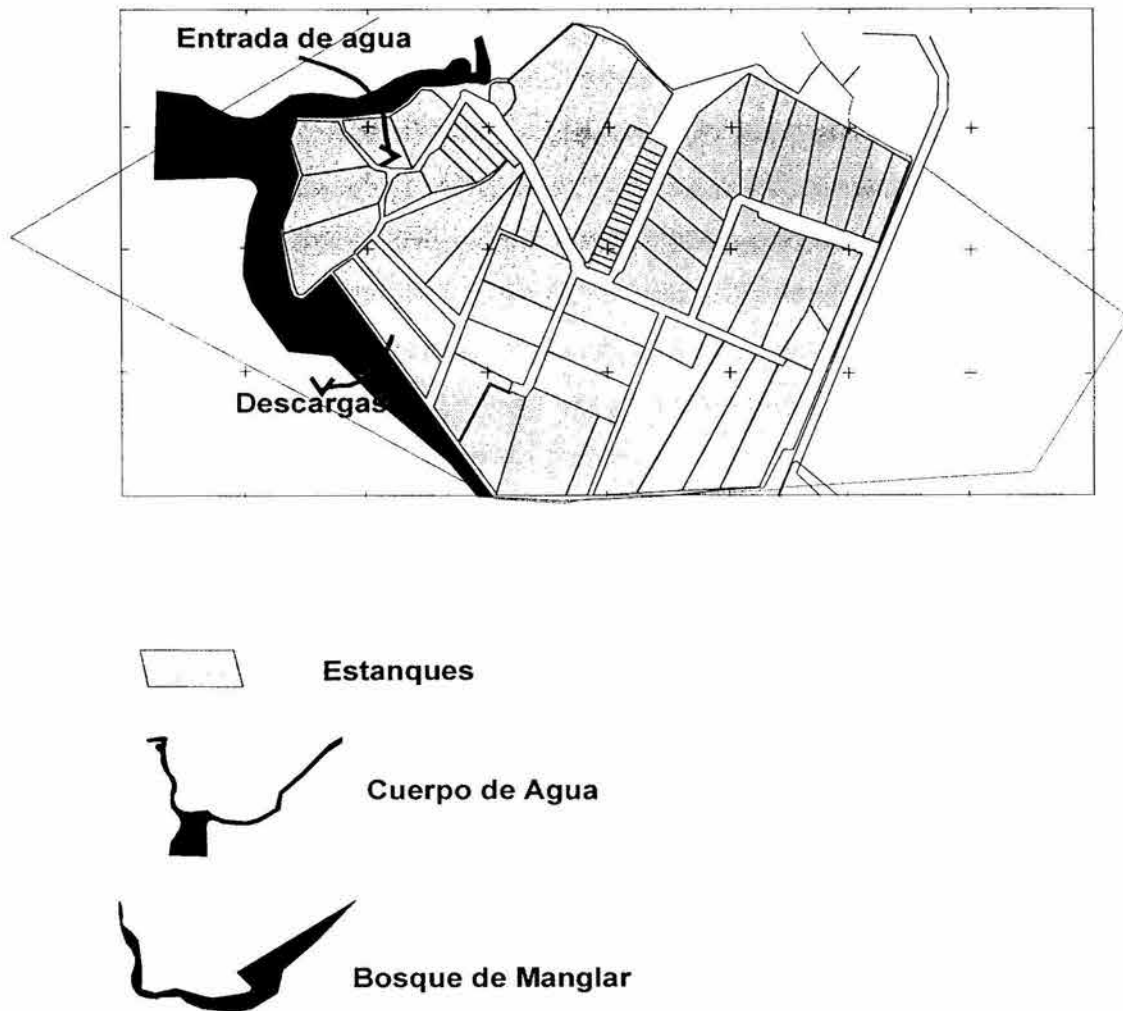 Entrada de agua
Descargas
Estanques
Cuerpo de Agua
Bosque de Manglar